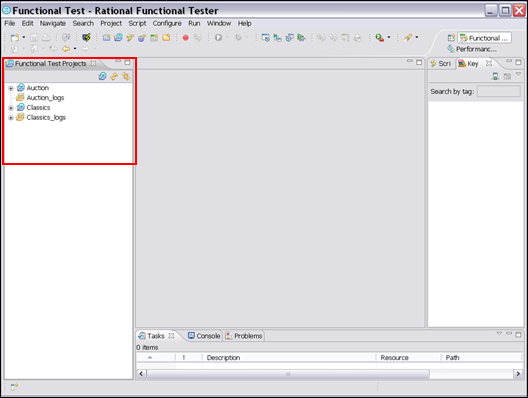 Functional Test - Rational Functional Tester
File Edit Navigate Search Project Script Configure Run Window Help
Functional ...
Performanc...
Functional Test Projects
Auction
Auction_logs
Classics
Classics_logs
Scri Key
Search by tag:
Tasks Console Problems
0 items
! Description Resource Path